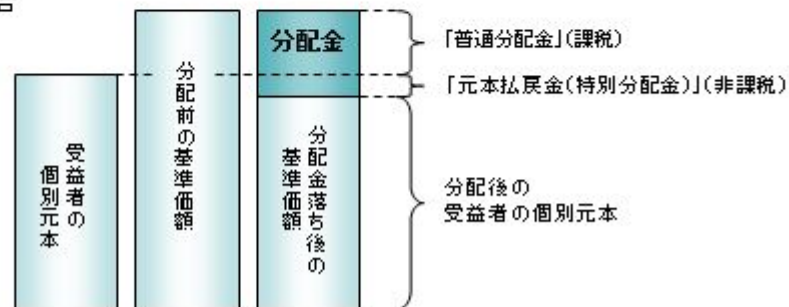 受益者の
個別元本
分配前の基準価額
分配金
分配金落ち後の
基準価額
「普通分配金」(課税)
「元本払戻金(特別分配金)」(非課税)
分配後の
受益者の個別元本